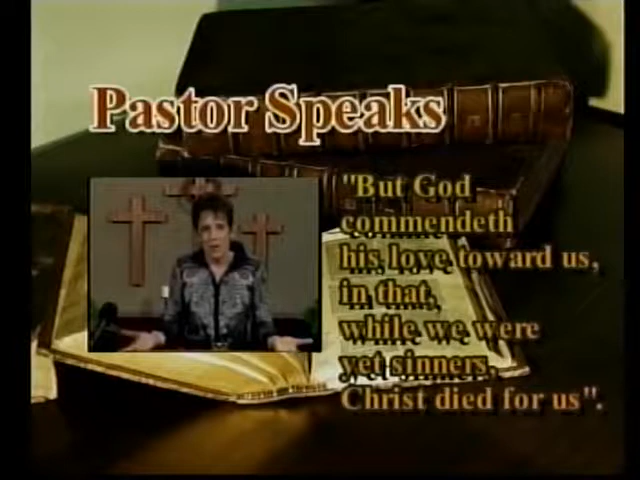 Pastor Speaks
"But God
commendeth
his love toward us,
in that,
while we were
yet sinners,
Christ died for us".